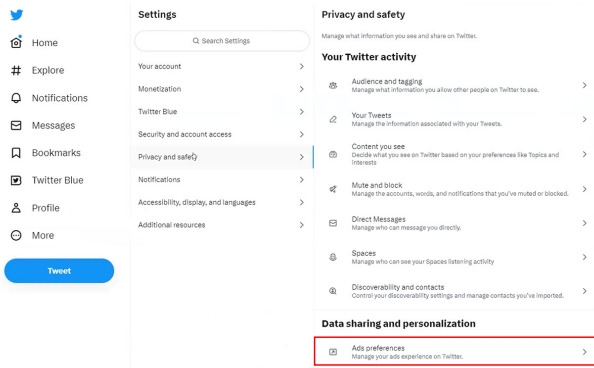 Home
Explore
Notifications
Messages
Bookmarks
Twitter Blue
Profile
More
Tweet
Settings
Search Settings
Your account
Monetization
Twitter Blue
Security and account access
Privacy and safety
Notifications
Accessibility, display, and languages
Additional resources
Privacy and safety
Manage what information you see and share on Twitter.
Your Twitter activity
Audience and tagging
Manage what information you allow other people on Twitter to see.
Your Tweets
Manage the information associated with your Tweets.
Content you see
Decide what you see on Twitter based on your preferences like Topics and
interests
Mute and block
Manage the accounts, words, and notifications that you've muted or blocked.
Direct Messages
Manage who can message you directly.
Spaces
Manage who can see your Spaces listening activity
Discoverability and contacts
Control your discoverability settings and manage contacts you've imported.
Data sharing and personalization
Ads preferences
Manage your ads experience on Twitter.